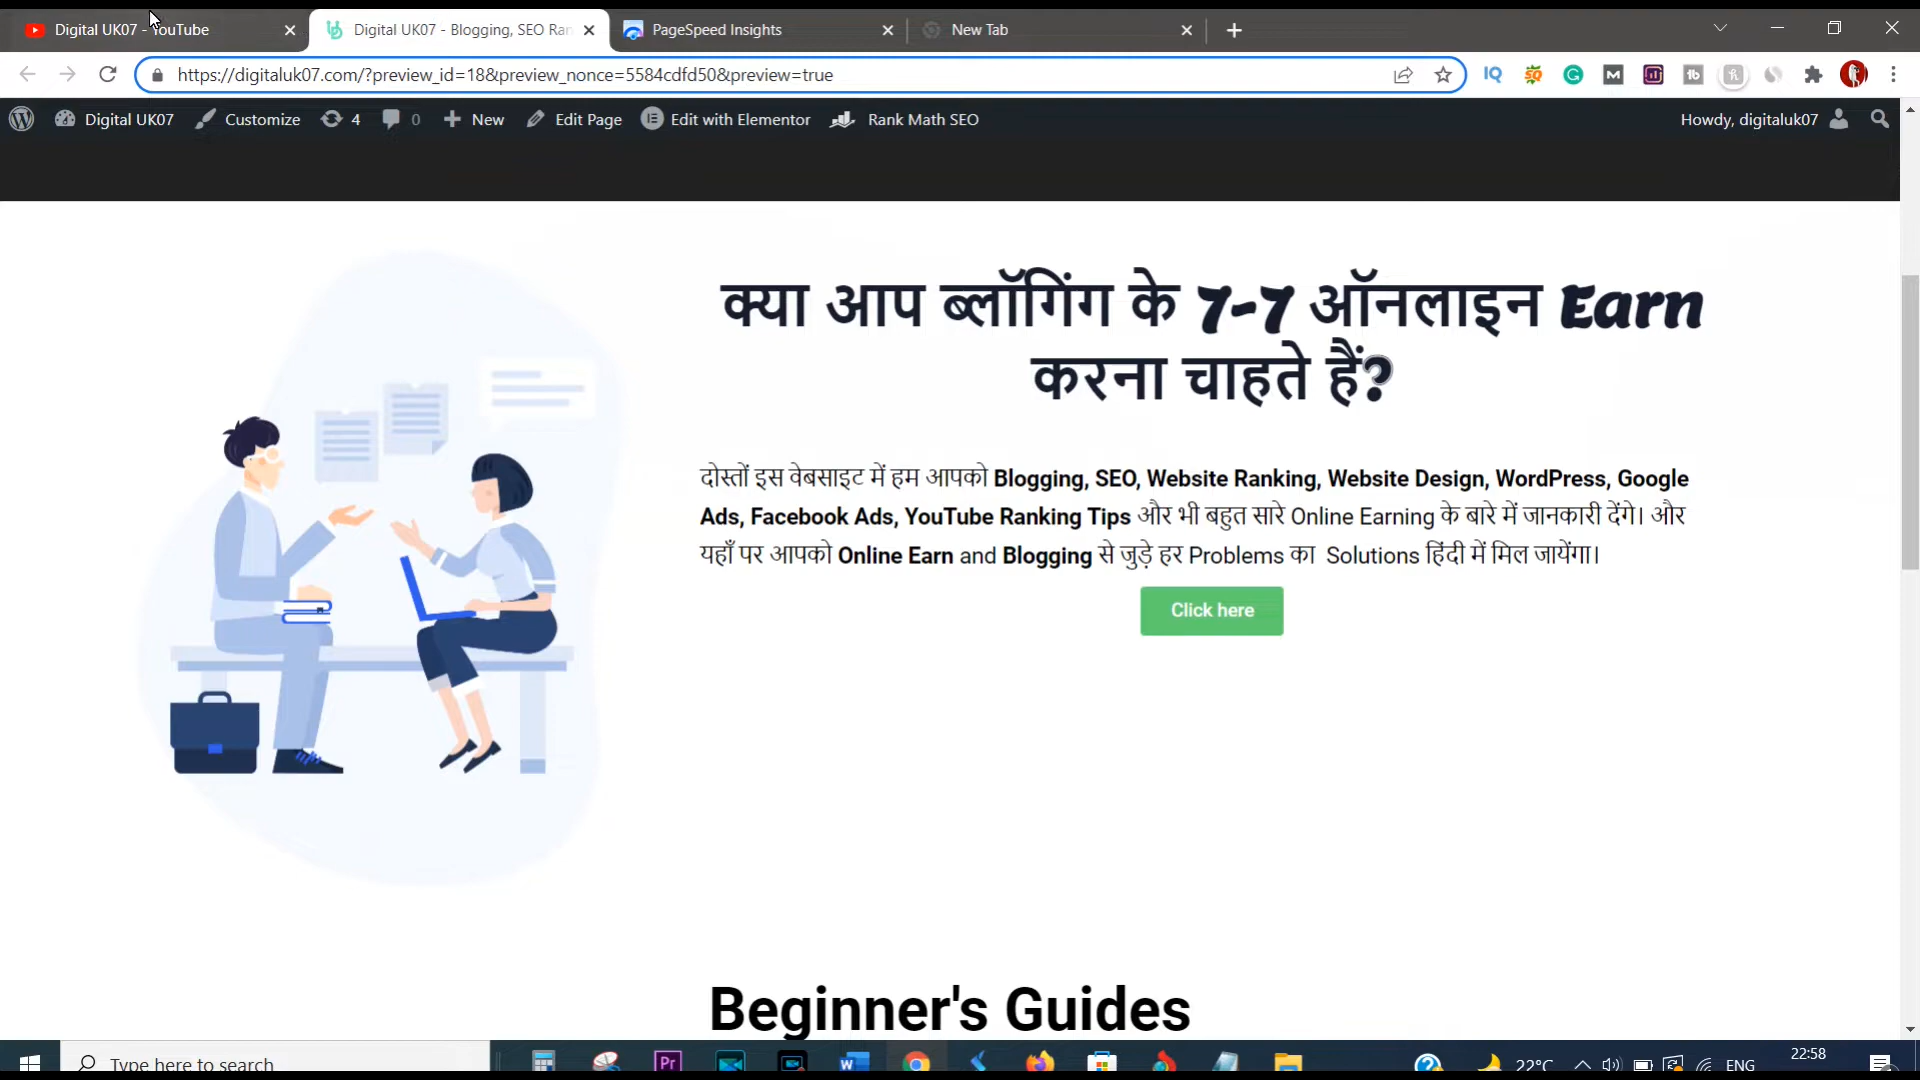 Digital UK07 - YouTube
Digital UK07 - Blogging, SEO Ran
PageSpeed Insights
New Tab
https://digitaluk07.com/?preview_id=18&preview_nonce=5584cdfd50&preview=true
Digital UK07
Customize
4
0
New
Edit Page
Edit with Elementor
Rank Math SEO
Howdy, digitaluk07
क्या आप ब्लॉगिंग के 7-7 ऑनलाइन Earn
करना चाहते हैं?
दोस्तों इस वेबसाइट में हम आपको Blogging, SEO, Website Ranking, Website Design, WordPress, Google
Ads, Facebook Ads, YouTube Ranking Tips और भी बहुत सारे Online Earning के बारे में जानकारी देंगे। और
यहाँ पर आपको Online Earn and Blogging से जुड़े हर Problems का Solutions हिंदी में मिल जायेंगा।
Click here
Beginner's Guides
Type here to search
22°C
ENG
22:58